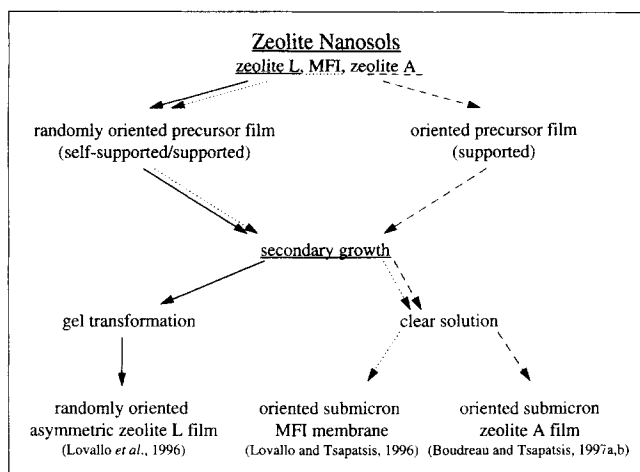 Zeolite Nanosols
zeolite L, MFI, zeolite A
randomly oriented precursor film
(self-supported/supported)
oriented precursor film
(supported)
secondary growth
gel transformation
clear solution
randomly oriented
asymmetric zeolite L film
(Lovallo et al., 1996)
oriented submicron
MFI membrane
(Lovallo and Tsapatsis, 1996)
oriented submicron
zeolite A film
(Boudreau and Tsapatsis, 1997a,b)